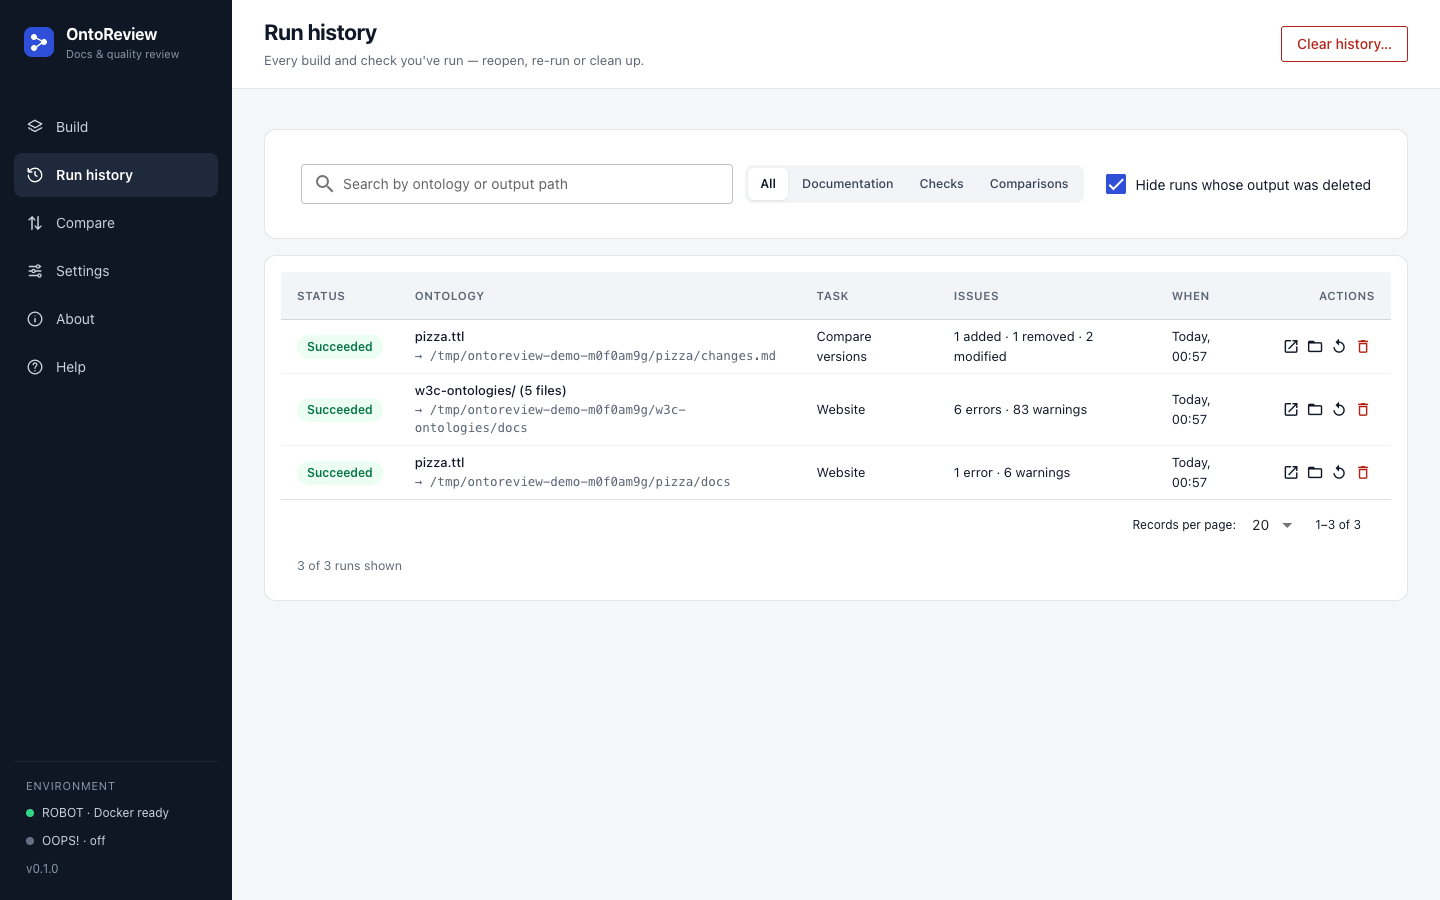 OntoReview
Docs & quality review
Build
Run history
Compare
Settings
About
Help
ENVIRONMENT
ROBOT · Docker ready
OOPS! · off
v0.1.0
Run history
Every build and check you've run — reopen, re-run or clean up.
Clear history...
Search by ontology or output path
All
Documentation
Checks
Comparisons
Hide runs whose output was deleted
STATUS ONTOLOGY TASK ISSUES WHEN ACTIONS
Succeeded
pizza.ttl
→ /tmp/ontoreview-demo-m0f0am9g/pizza/changes.md
Compare
versions
1 added · 1 removed · 2
modified
Today,
00:57
Succeeded
w3c-ontologies/ (5 files)
→ /tmp/ontoreview-demo-m0f0am9g/w3c-
ontologies/docs
Website
6 errors · 83 warnings
Today,
00:57
Succeeded
pizza.ttl
→ /tmp/ontoreview-demo-m0f0am9g/pizza/docs
Website
1 error · 6 warnings
Today,
00:57
Records per page: 20 1–3 of 3
3 of 3 runs shown